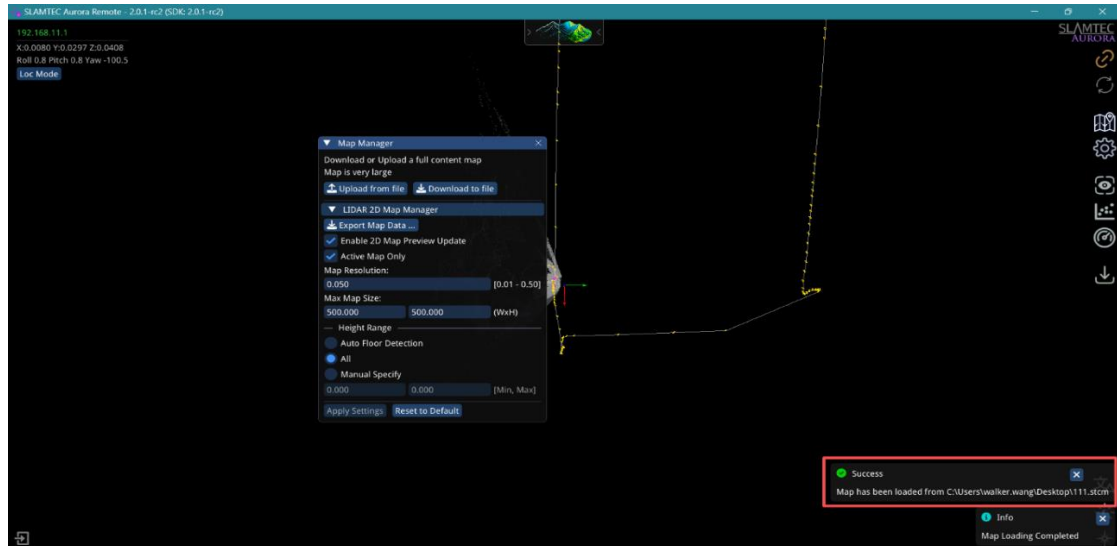 SLAMTEC Aurora Remote - 2.0.1-rc2 (SDK: 2.0.1-rc2)
192.168.11.1
X:0.0080 Y:0.0297 Z:0.0408
Roll 0.8 Pitch 0.8 Yaw -100.5
Loc Mode
SLAMTEC
AURORA
Map Manager
Download or Upload a full content map
Map is very large
Upload from file Download to file
LIDAR 2D Map Manager
Export Map Data ...
Enable 2D Map Preview Update
Active Map Only
Map Resolution:
0.050 [0.01 - 0.50]
Max Map Size:
500.000 500.000 (WxH)
Height Range
Auto Floor Detection
All
Manual Specify
0.000 0.000 [Min, Max]
Apply Settings Reset to Default
Success
Map has been loaded from C:\Users\walker.wang\Desktop\111.stcm
Info
Map Loading Completed